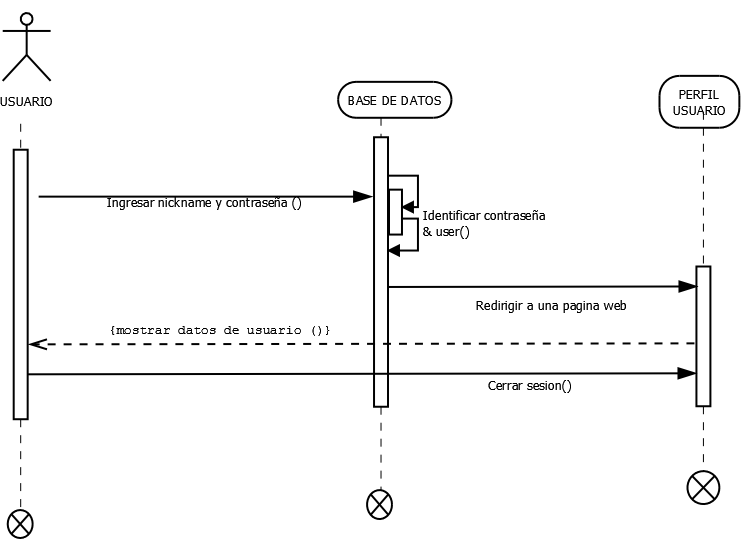 USUARIO
BASE DE DATOS
PERFIL
USUARIO
Ingresar nickname y contraseña ()
Identificar contraseña
& user()
Redirigir a una pagina web
{mostrar datos de usuario ()}
Cerrar sesion()